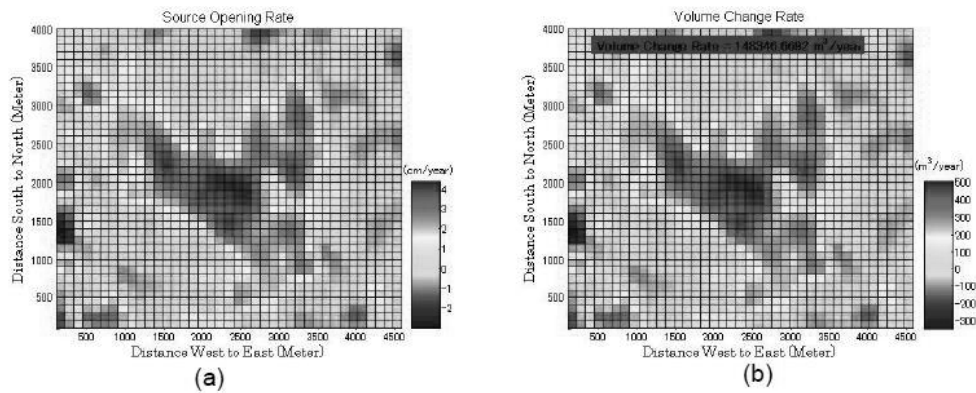 Source Opening Rate
4000
3500
3000
2500
2000
1500
1000
500
500 1000 1500 2000 2500 3000 3500 4000 4500
Distance South to North (Meter)
Distance West to East (Meter)
(cm/year)
4
3
2
1
0
−1
−2
(a)
Volume Change Rate
Volume Change Rate = 148346.6682 m³/year
4000
3500
3000
2500
2000
1500
1000
500
500 1000 1500 2000 2500 3000 3500 4000 4500
Distance South to North (Meter)
Distance West to East (Meter)
(m³/year)
500
400
300
200
100
0
−100
−200
−300
(b)